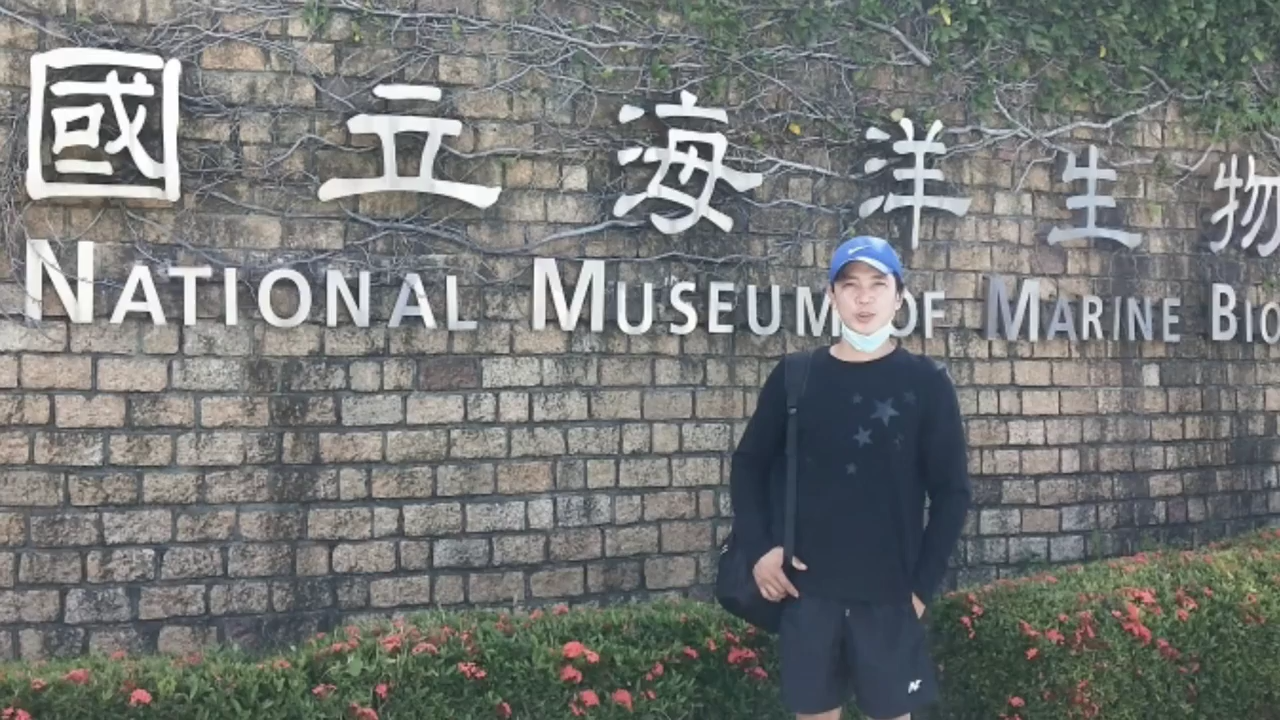 國立海洋生物
NATIONAL MUSEUM OF MARINE BIO